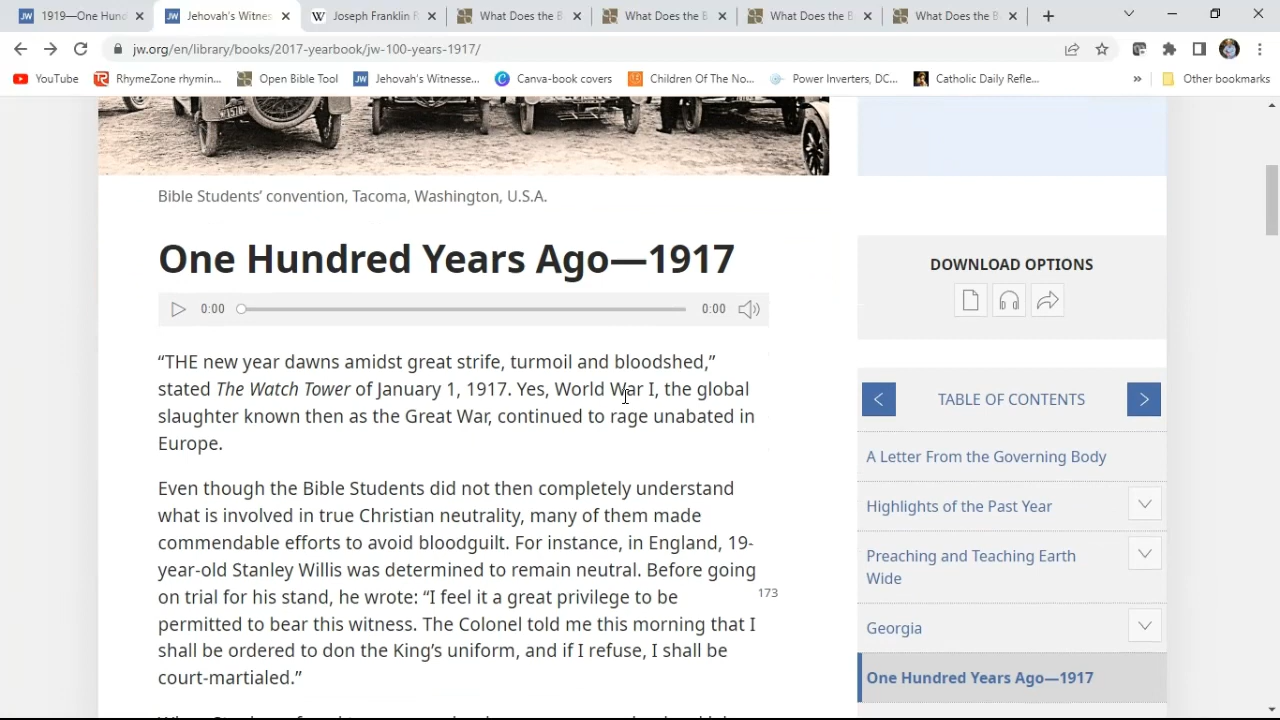 1919—One Hund
Jehovah's Witnes
Joseph Franklin R
What Does the B
What Does the B
What Does the B
What Does the B
jw.org/en/library/books/2017-yearbook/jw-100-years-1917/
YouTube
RhymeZone rhymin...
Open Bible Tool
Jehovah's Witnesse...
Canva-book covers
Children Of The No...
Power Inverters, DC...
Catholic Daily Refle...
»
Other bookmarks
Bible Students' convention, Tacoma, Washington, U.S.A.
One Hundred Years Ago—1917
0:00
0:00
“THE new year dawns amidst great strife, turmoil and bloodshed,”
stated The Watch Tower of January 1, 1917. Yes, World War I, the global
slaughter known then as the Great War, continued to rage unabated in
Europe.
Even though the Bible Students did not then completely understand
what is involved in true Christian neutrality, many of them made
commendable efforts to avoid bloodguilt. For instance, in England, 19-
year-old Stanley Willis was determined to remain neutral. Before going
on trial for his stand, he wrote: “I feel it a great privilege to be
permitted to bear this witness. The Colonel told me this morning that I
shall be ordered to don the King’s uniform, and if I refuse, I shall be
court-martialed.”
173
DOWNLOAD OPTIONS
TABLE OF CONTENTS
A Letter From the Governing Body
Highlights of the Past Year
Preaching and Teaching Earth
Wide
Georgia
One Hundred Years Ago—1917